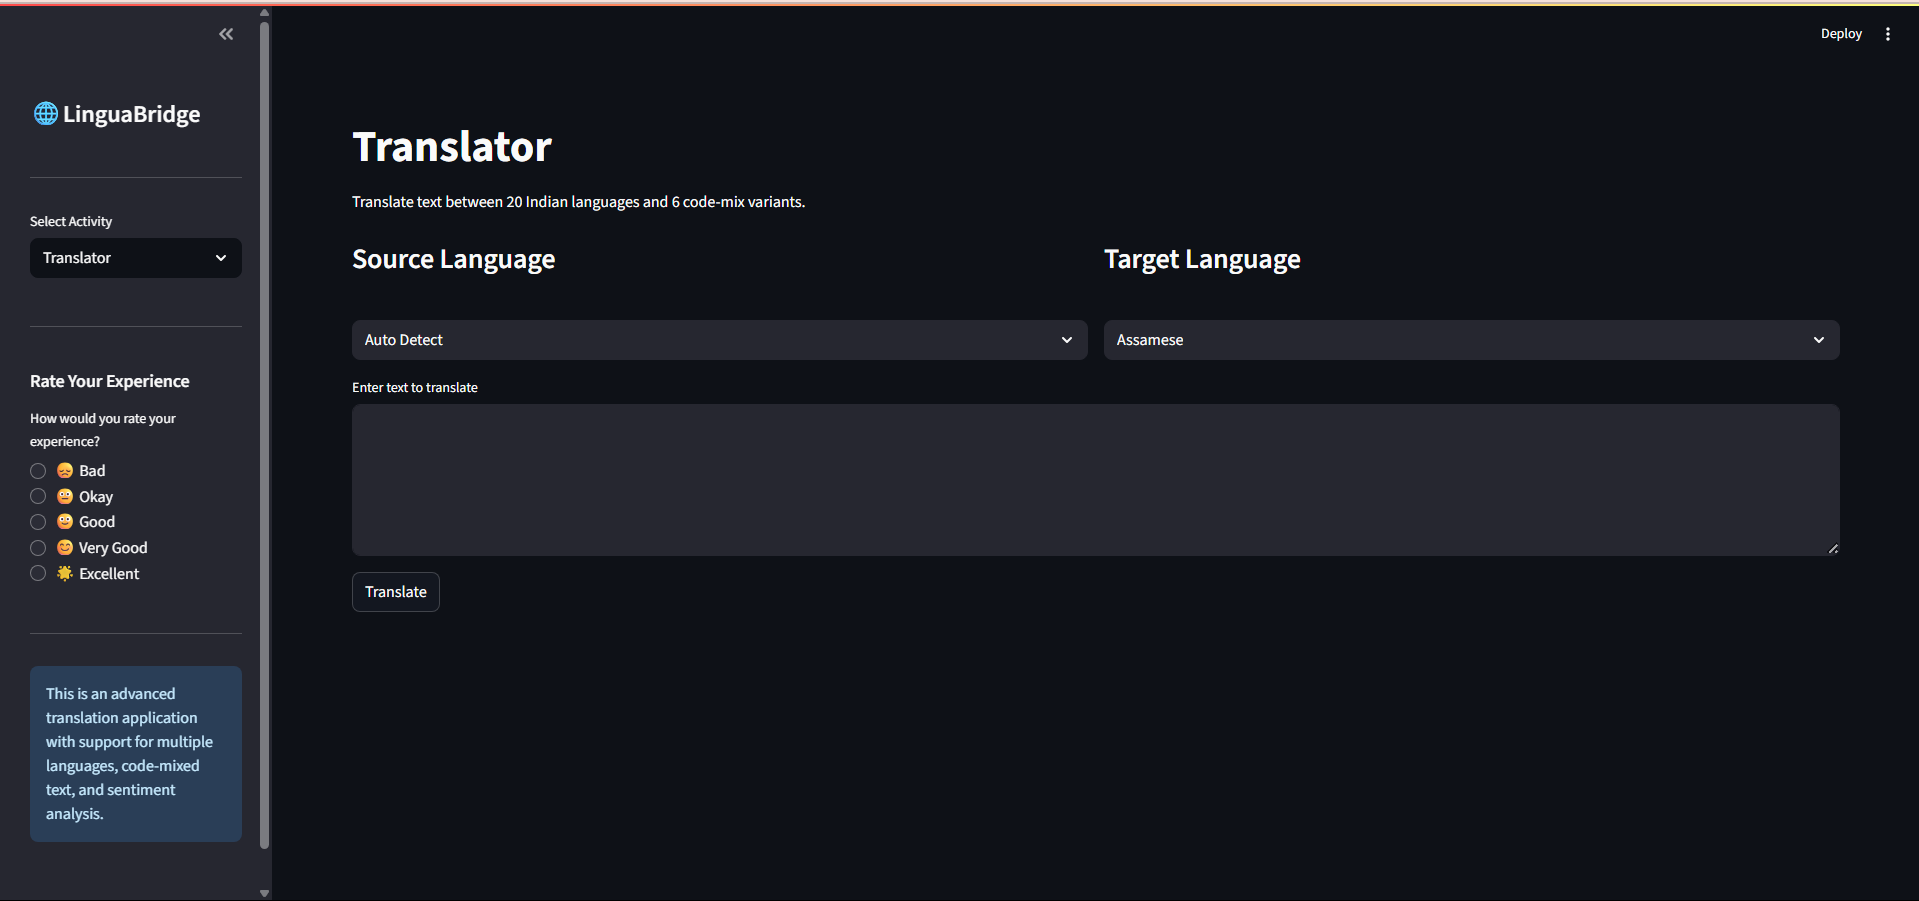 Deploy
LinguaBridge
Select Activity
Translator
Rate Your Experience
How would you rate your
experience?
Bad
Okay
Good
Very Good
Excellent
This is an advanced
translation application
with support for multiple
languages, code-mixed
text, and sentiment
analysis.
Translator
Translate text between 20 Indian languages and 6 code-mix variants.
Source Language
Target Language
Auto Detect
Assamese
Enter text to translate
Translate